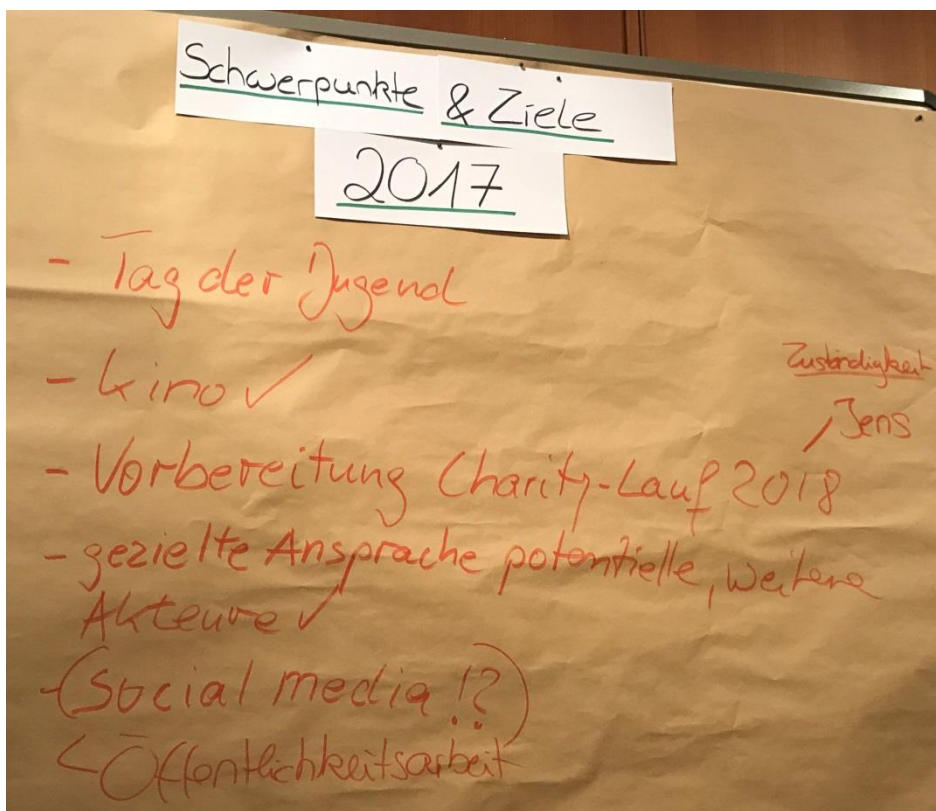 Schwerpunkte & Ziele
2017
- Tag der Jugend
- Kino ✓
Zuständigkeit
Jens
- Vorbereitung Charity-Lauf 2018
- gezielte Ansprache potentielle, weitere
Akteure ✓
- (Social media !?)
Öffentlichkeitsarbeit